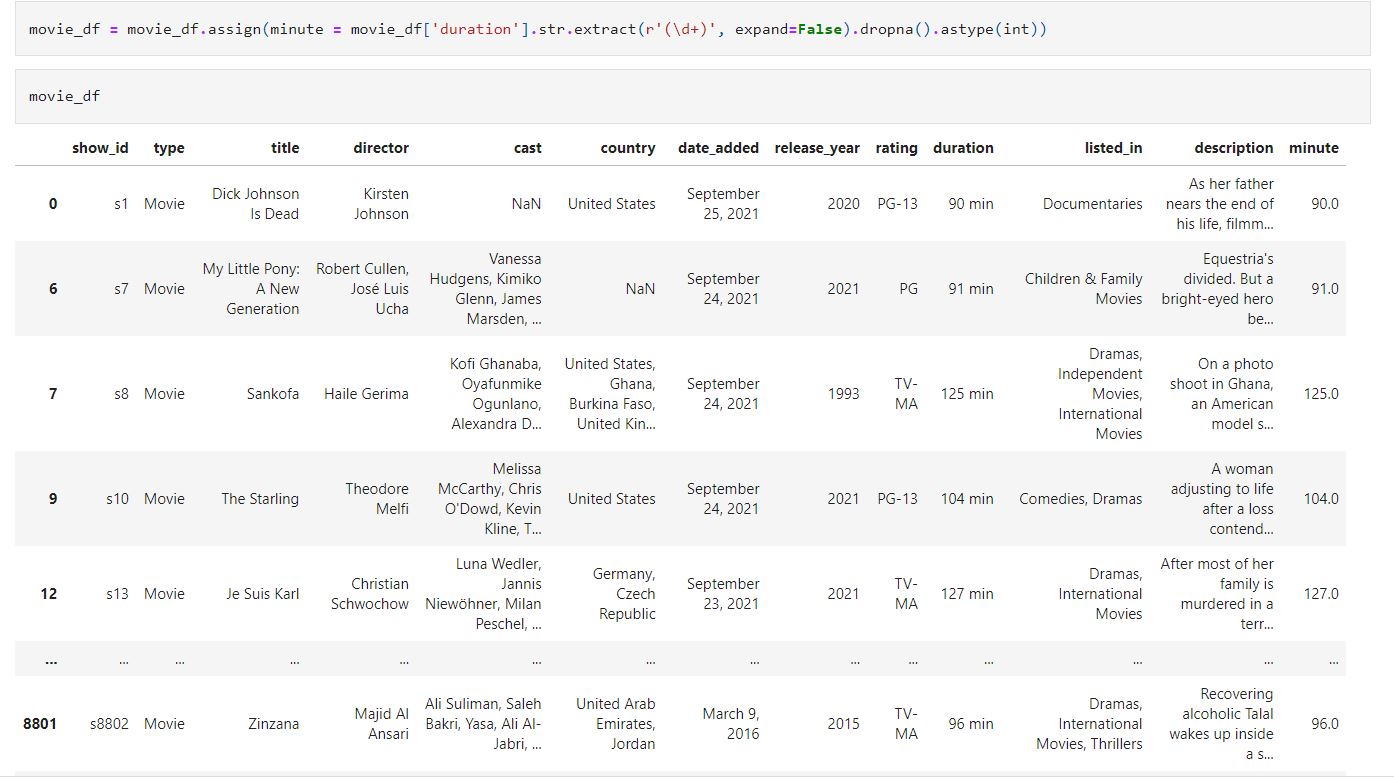 movie_df = movie_df.assign(minute = movie_df['duration'].str.extract(r'(\d+)', expand=False).dropna().astype(int))
movie_df
show_id type title director cast country date_added release_year rating duration listed_in description minute
0 s1 Movie Dick Johnson Is Dead Kirsten Johnson NaN United States September 25, 2021 2020 PG-13 90 min Documentaries As her father nears the end of his life, filmm... 90.0
6 s7 Movie My Little Pony: A New Generation Robert Cullen, José Luis Ucha Vanessa Hudgens, Kimiko Glenn, James Marsden, ... NaN September 24, 2021 2021 PG 91 min Children & Family Movies Equestria's divided. But a bright-eyed hero be... 91.0
7 s8 Movie Sankofa Haile Gerima Kofi Ghanaba, Oyafunmike Ogunlano, Alexandra D... United States, Ghana, Burkina Faso, United Kin... September 24, 2021 1993 TV-MA 125 min Dramas, Independent Movies, International Movies On a photo shoot in Ghana, an American model s... 125.0
9 s10 Movie The Starling Theodore Melfi Melissa McCarthy, Chris O'Dowd, Kevin Kline, T... United States September 24, 2021 2021 PG-13 104 min Comedies, Dramas A woman adjusting to life after a loss contend... 104.0
12 s13 Movie Je Suis Karl Christian Schwochow Luna Wedler, Jannis Niewöhner, Milan Peschel, ... Germany, Czech Republic September 23, 2021 2021 TV-MA 127 min Dramas, International Movies After most of her family is murdered in a terr... 127.0
... ... ... ... ... ... ... ... ... ... ... ... ... ...
8801 s8802 Movie Zinzana Majid Al Ansari Ali Suliman, Saleh Bakri, Yasa, Ali Al-Jabri, ... United Arab Emirates, Jordan March 9, 2016 2015 TV-MA 96 min Dramas, International Movies, Thrillers Recovering alcoholic Talal wakes up inside a s... 96.0